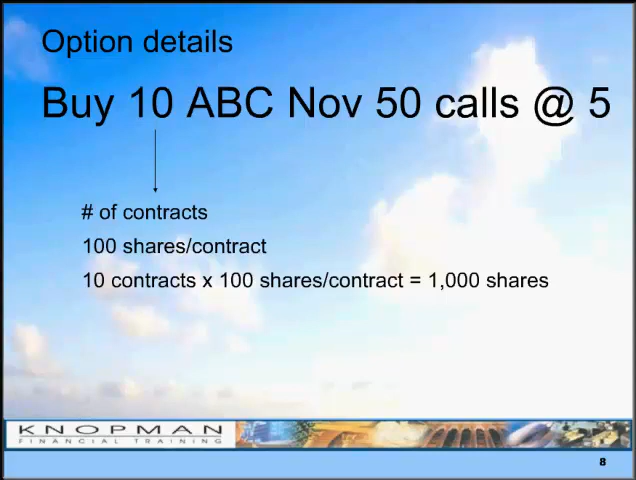 Option details
Buy 10 ABC Nov 50 calls @ 5
# of contracts
100 shares/contract
10 contracts x 100 shares/contract = 1,000 shares
KNOPMAN
FINANCIAL TRAINING
8